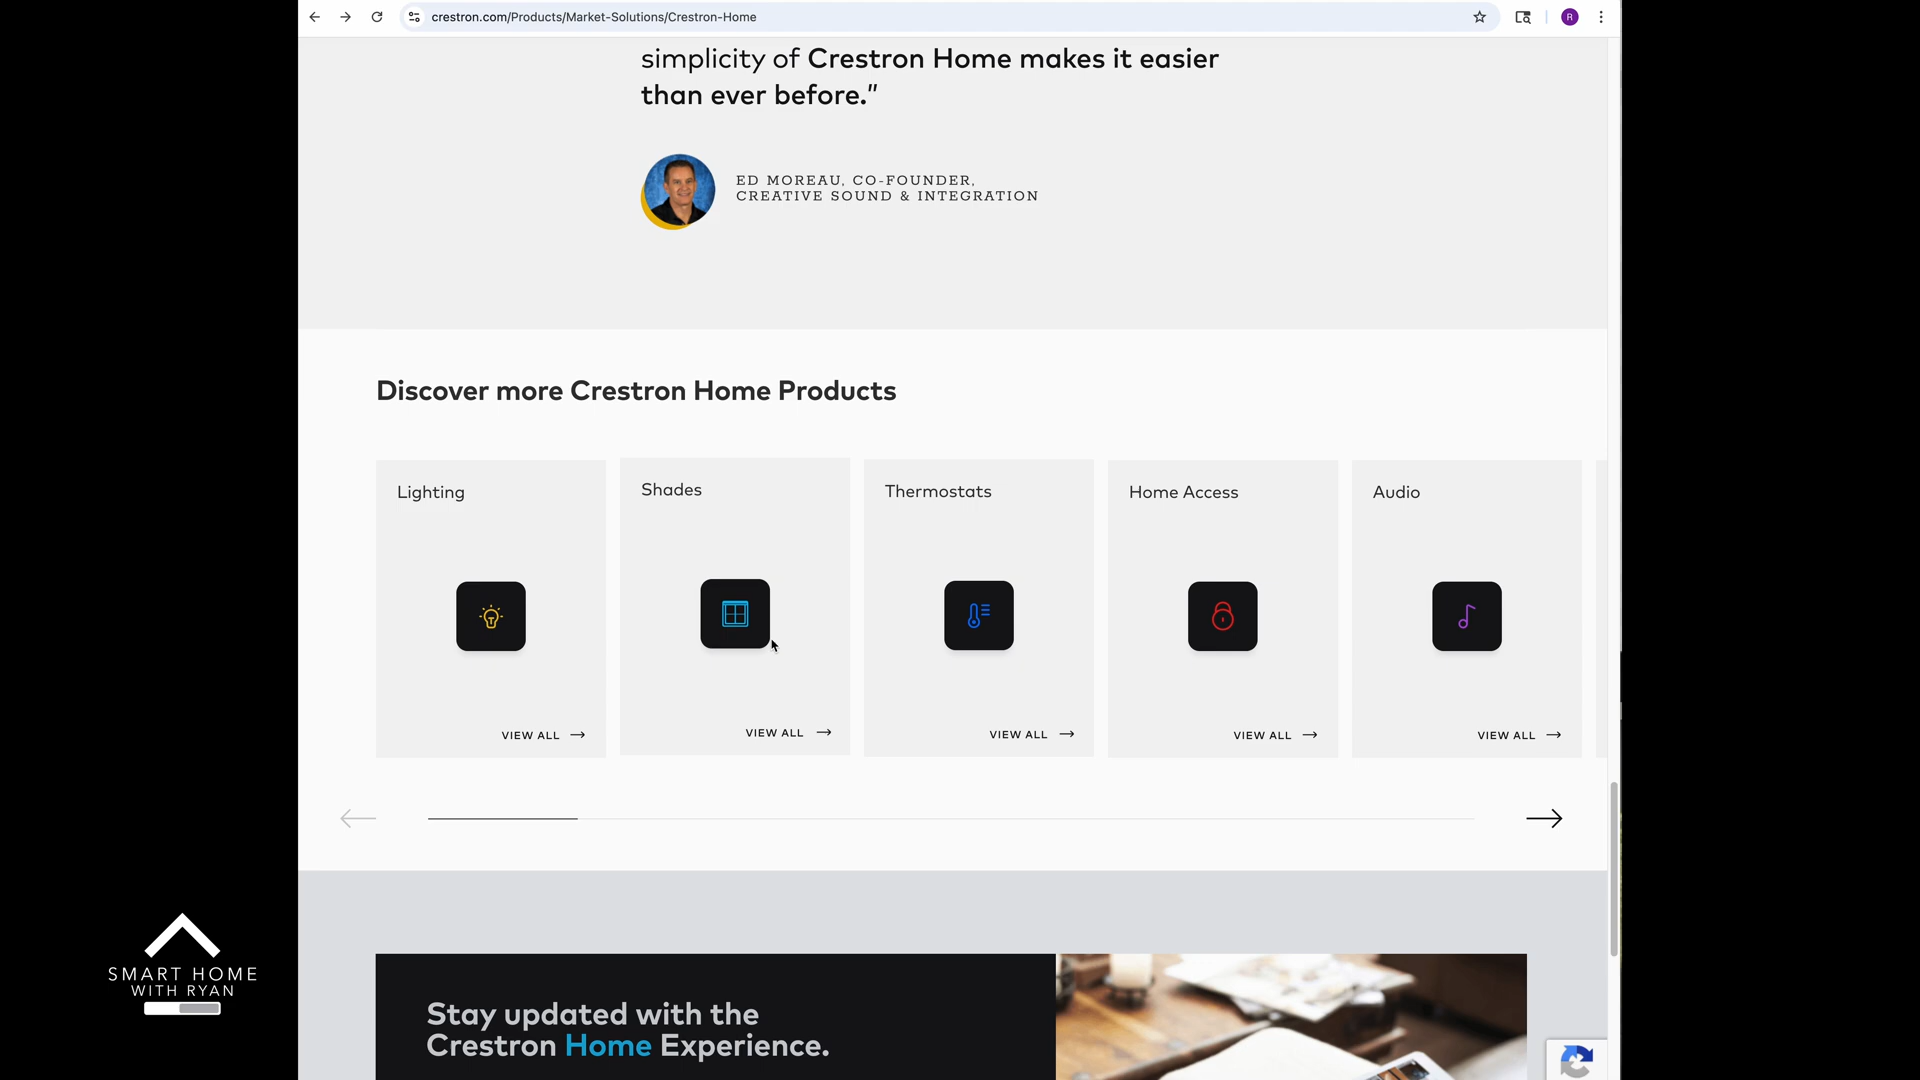 crestron.com/Products/Market-Solutions/Crestron-Home
R
simplicity of Crestron Home makes it easier
than ever before.”
ED MOREAU, CO-FOUNDER,
CREATIVE SOUND & INTEGRATION
Discover more Crestron Home Products
Lighting
Shades
Thermostats
Home Access
Audio
VIEW ALL
VIEW ALL
VIEW ALL
VIEW ALL
VIEW ALL
Stay updated with the
Crestron Home Experience.
SMART HOME
WITH RYAN